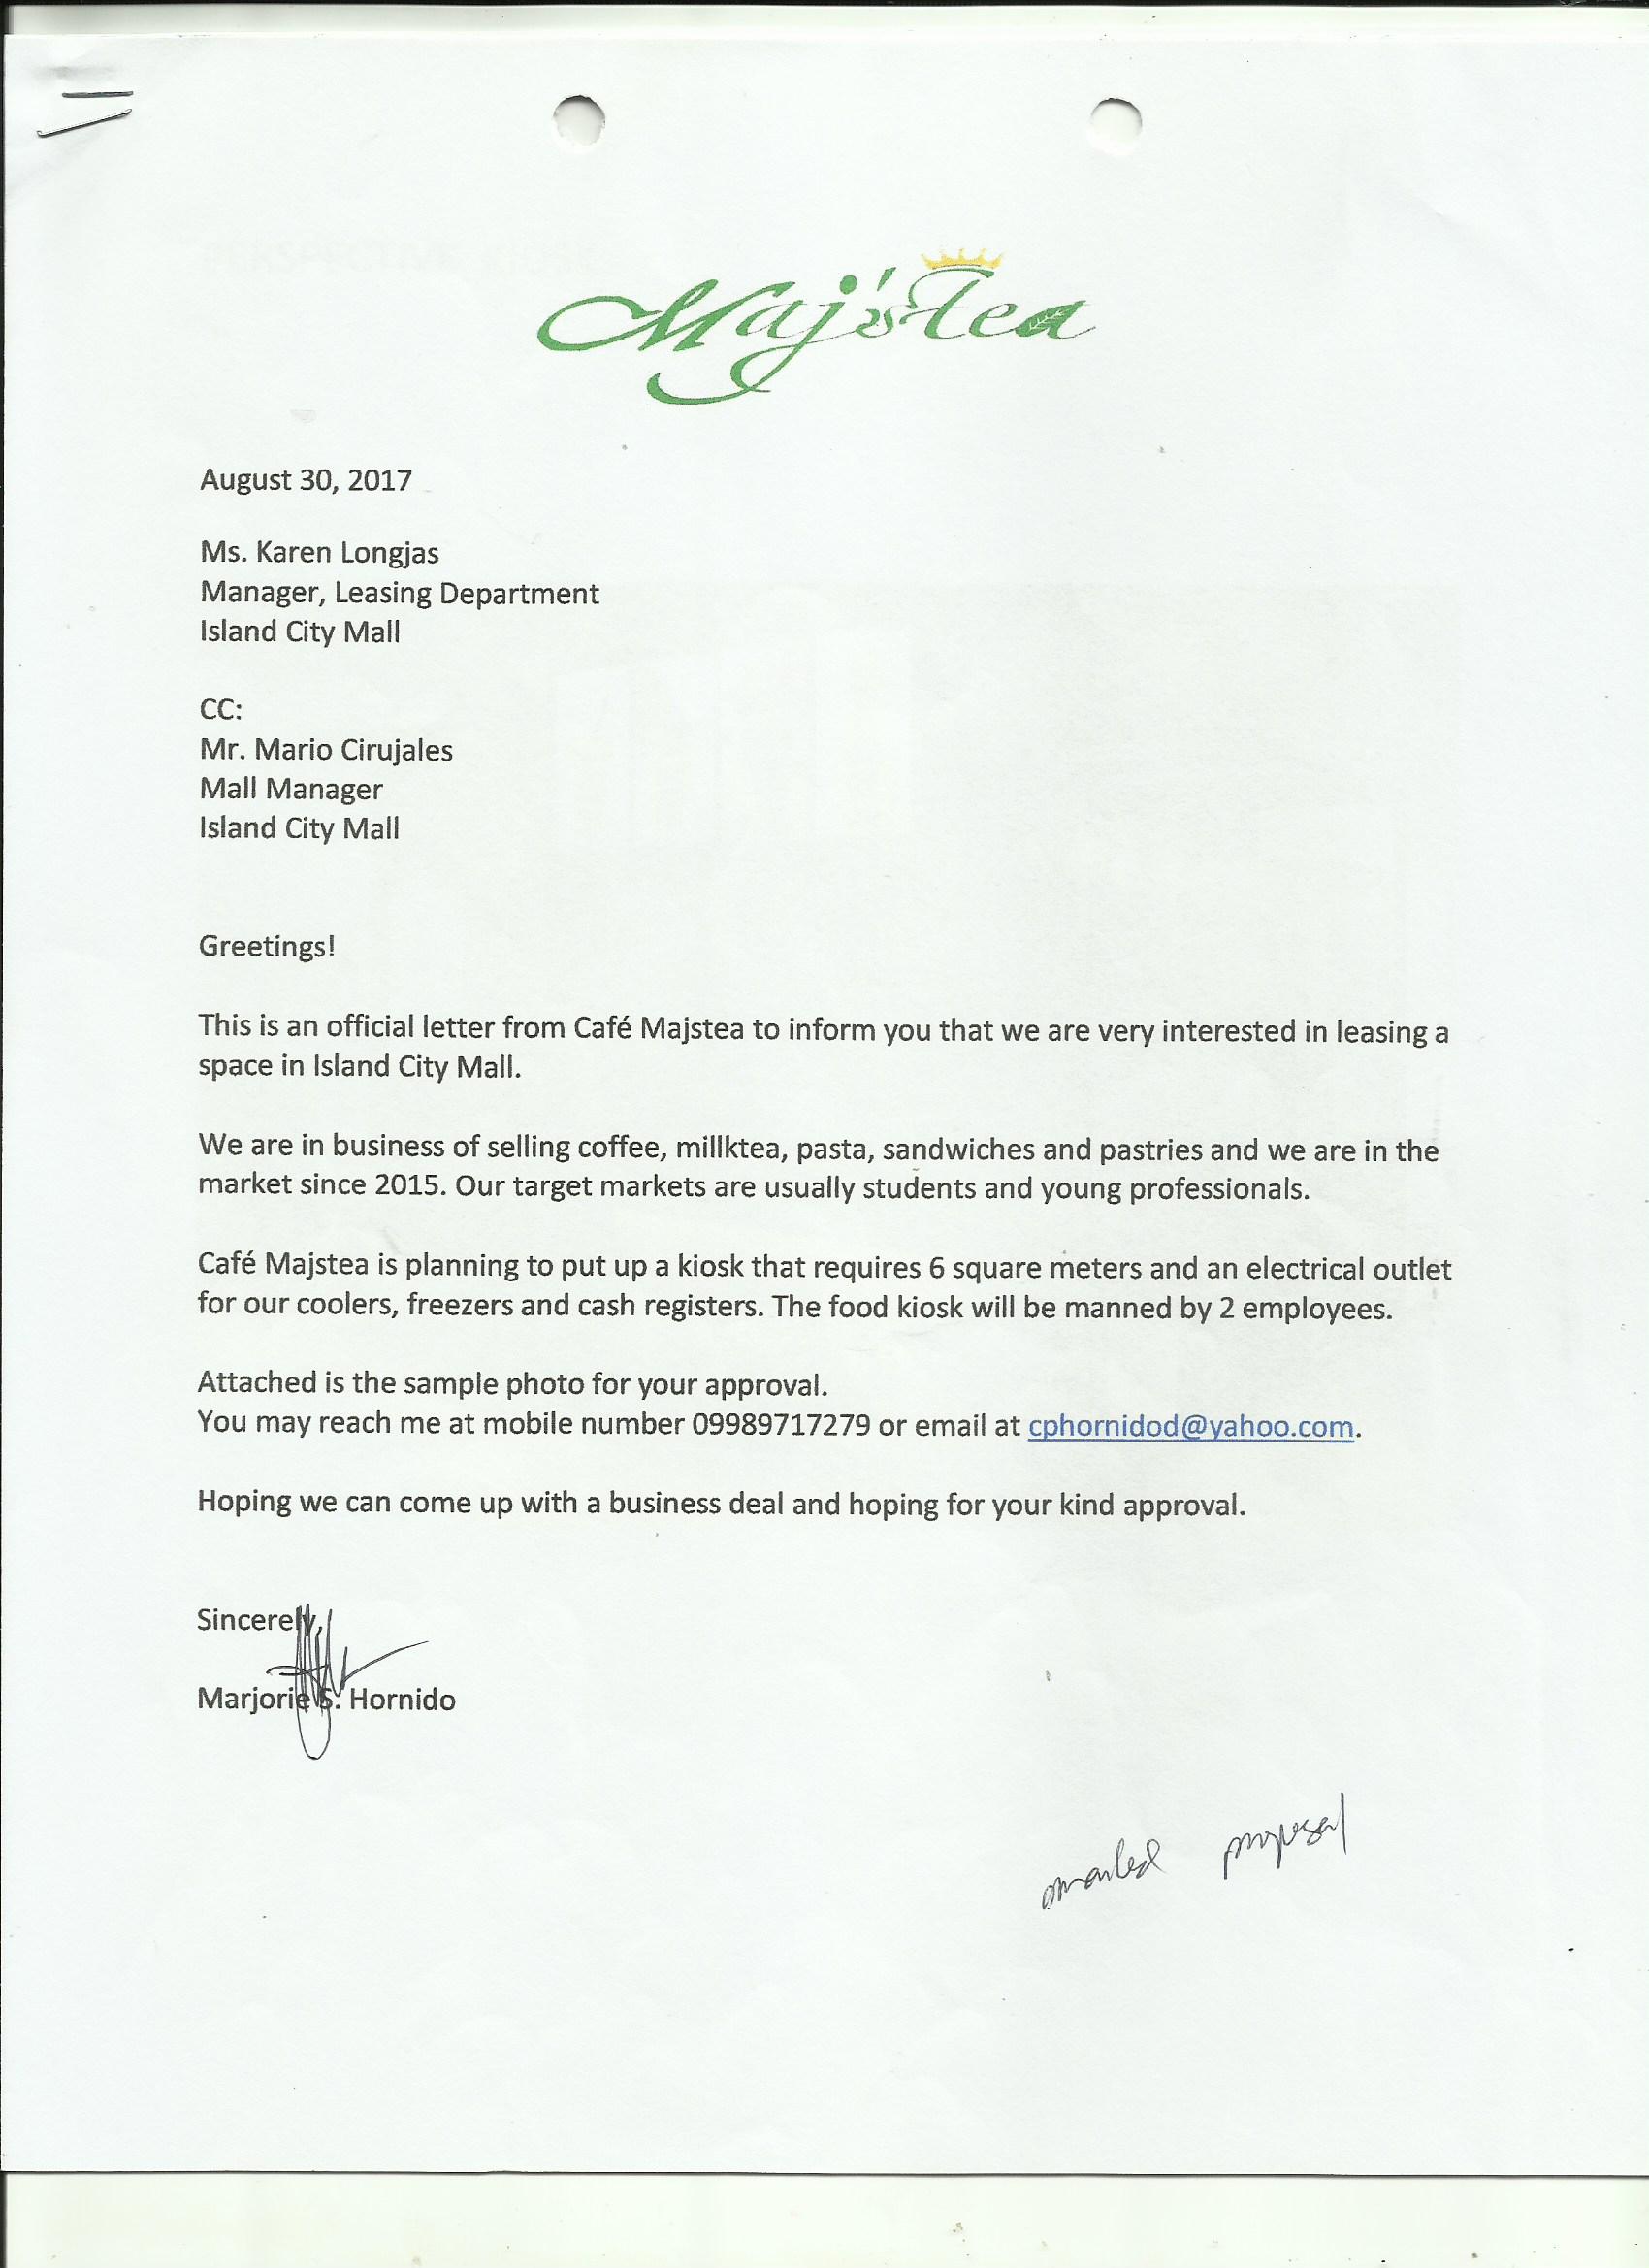 Maj'sTea
August 30, 2017
Ms. Karen Longjas
Manager, Leasing Department
Island City Mall
CC:
Mr. Mario Cirujales
Mall Manager
Island City Mall
Greetings!
This is an official letter from Café Majstea to inform you that we are very interested in leasing a
space in Island City Mall.
We are in business of selling coffee, millktea, pasta, sandwiches and pastries and we are in the
market since 2015. Our target markets are usually students and young professionals.
Café Majstea is planning to put up a kiosk that requires 6 square meters and an electrical outlet
for our coolers, freezers and cash registers. The food kiosk will be manned by 2 employees.
Attached is the sample photo for your approval.
You may reach me at mobile number 09989717279 or email at cphornidod@yahoo.com.
Hoping we can come up with a business deal and hoping for your kind approval.
Sincerely,
Marjorie S. Hornido
proposal